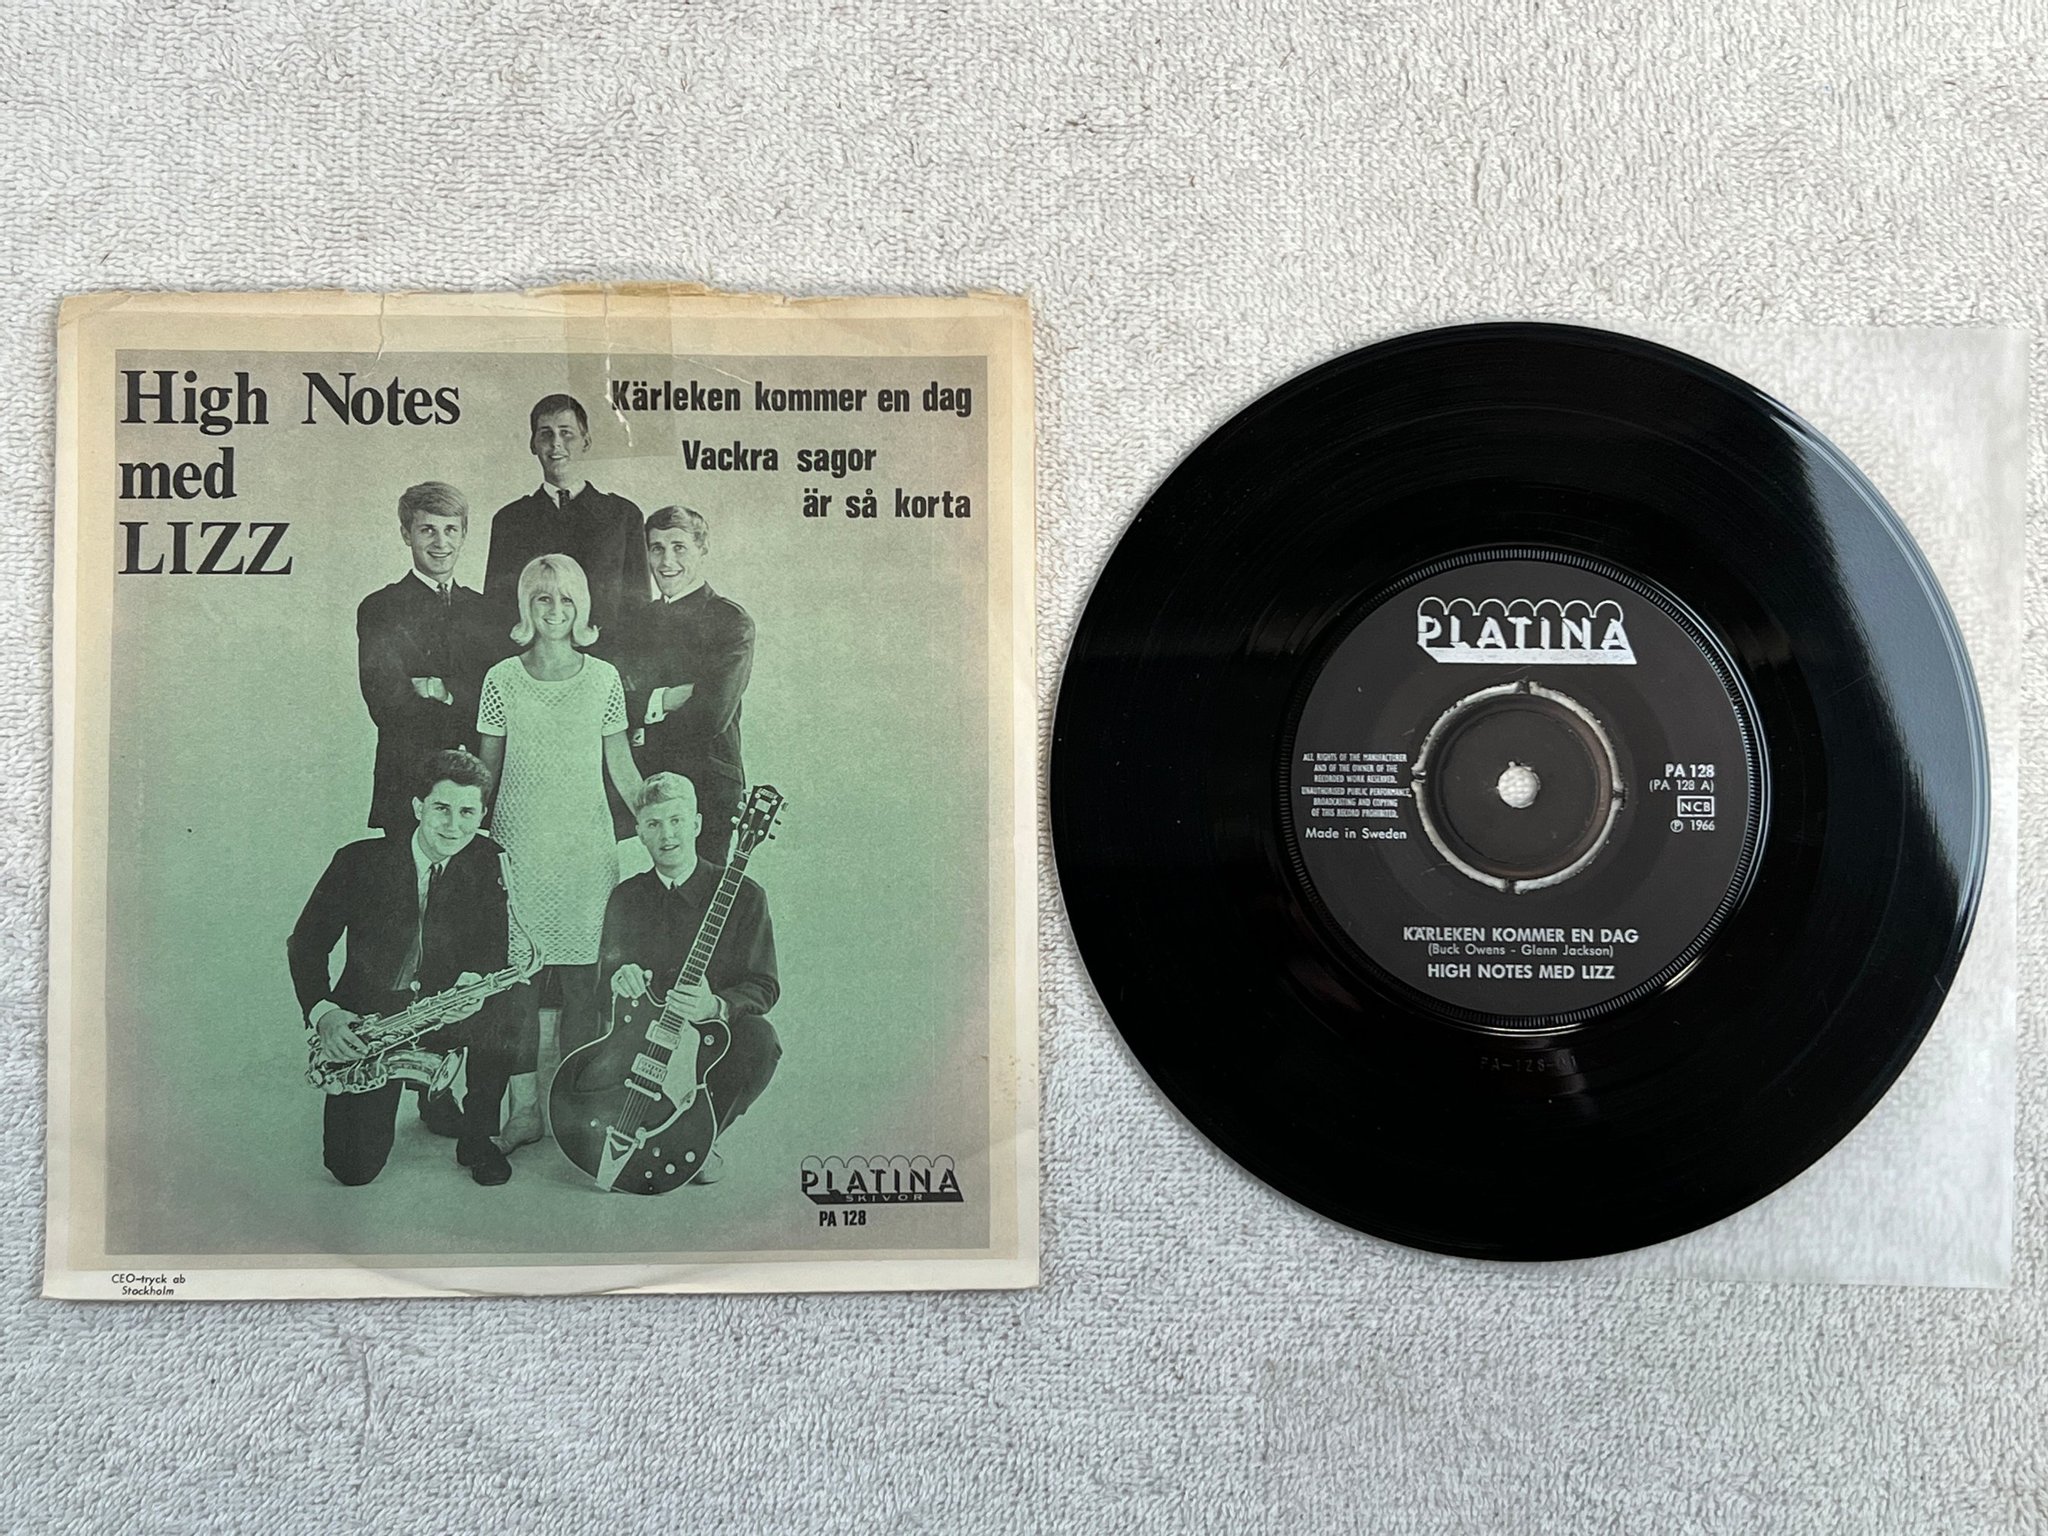 High Notes
med
LIZZ
Kärleken kommer en dag
Vackra sagor
är så korta
PLATINA
SKIVOR
PA 128
CEO-tryck ab
Stockholm
PLATINA
ALL RIGHTS OF THE MANUFACTURER
AND OF THE OWNER OF THE
RECORDED WORK RESERVED.
UNAUTHORISED PUBLIC PERFORMANCE,
BROADCASTING AND COPYING
OF THIS RECORD PROHIBITED.
Made in Sweden
PA 128
(PA 128 A)
NCB
℗ 1966
KÄRLEKEN KOMMER EN DAG
(Buck Owens - Glenn Jackson)
HIGH NOTES MED LIZZ